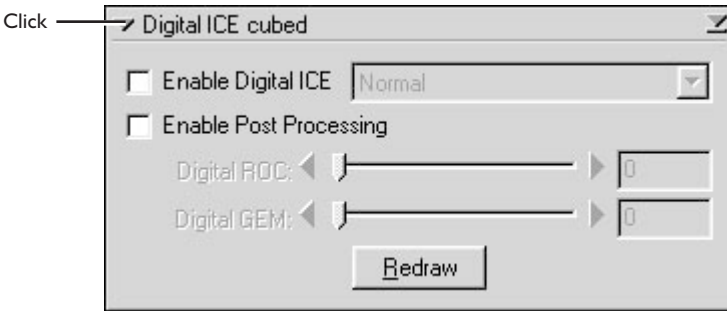 Click
Digital ICE cubed
Enable Digital ICE Normal
Enable Post Processing
Digital ROC: 0
Digital GEM: 0
Redraw